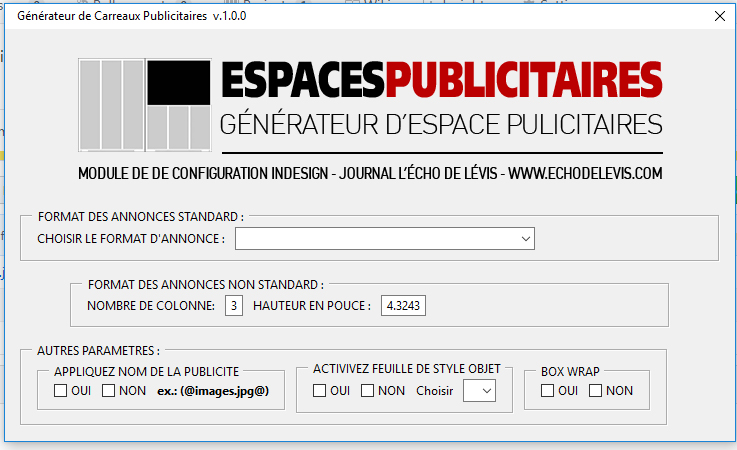 Générateur de Carreaux Publicitaires v.1.0.0
ESPACESPUBLICITAIRES
GÉNÉRATEUR D'ESPACE PULICITAIRES
MODULE DE DE CONFIGURATION INDESIGN - JOURNAL L'ÉCHO DE LÉVIS - WWW.ECHODELEVIS.COM
FORMAT DES ANNONCES STANDARD :
CHOISIR LE FORMAT D'ANNONCE :
FORMAT DES ANNONCES NON STANDARD :
NOMBRE DE COLONNE: 3 HAUTEUR EN POUCE : 4.3243
AUTRES PARAMETRES :
APPLIQUEZ NOM DE LA PUBLICITE
OUI NON ex.: (@images.jpg@)
ACTIVIVEZ FEUILLE DE STYLE OBJET
OUI NON Choisir
BOX WRAP
OUI NON